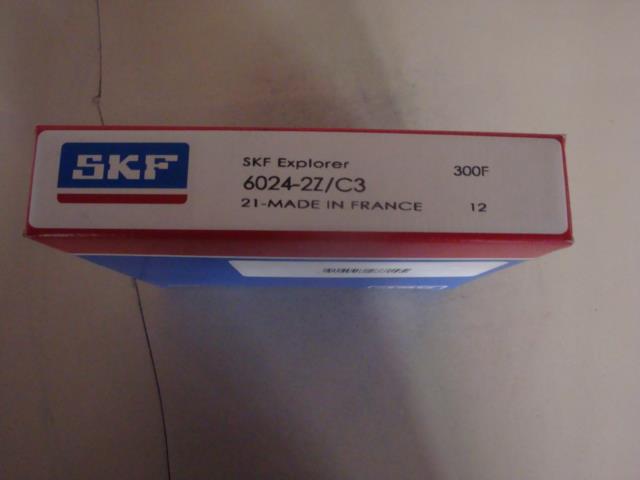 SKF
SKF Explorer
300F
6024-2Z/C3
21-MADE IN FRANCE
12